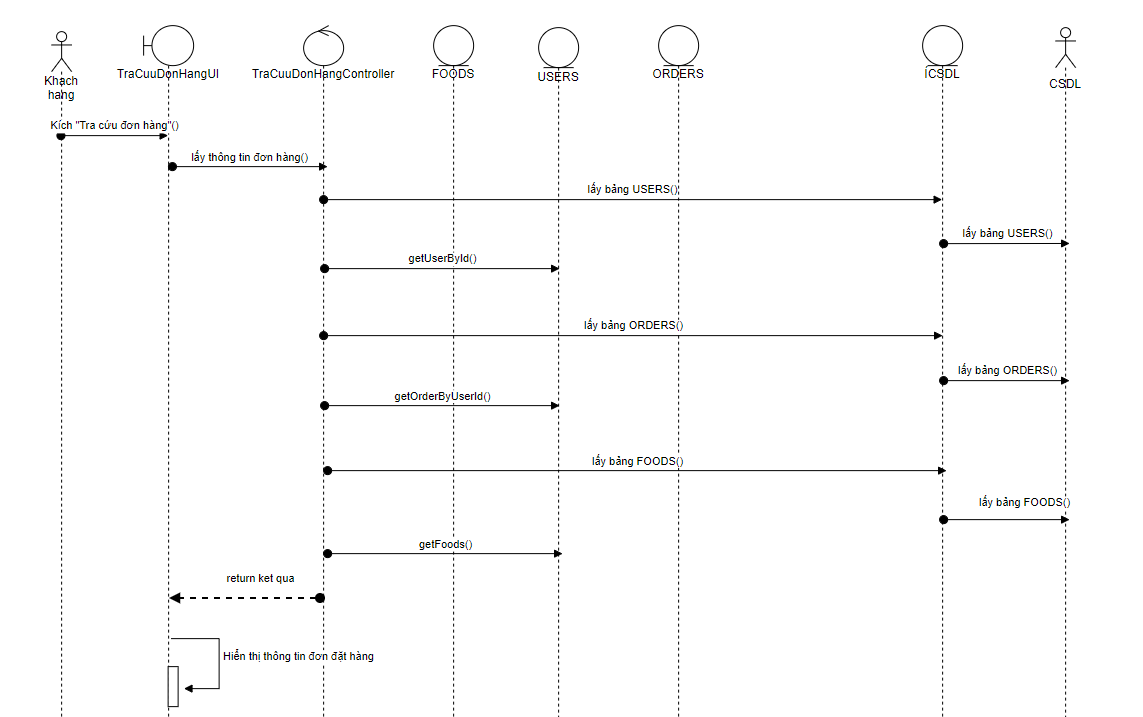 Khách
hang
TraCuuDonHangUI
TraCuuDonHangController
FOODS
USERS
ORDERS
ICSDL
CSDL
Kích "Tra cứu đơn hàng"()
lấy thông tin đơn hàng()
lấy bảng USERS()
lấy bảng USERS()
getUserById()
lấy bảng ORDERS()
lấy bảng ORDERS()
getOrderByUserId()
lấy bảng FOODS()
lấy bảng FOODS()
getFoods()
return ket qua
Hiển thị thông tin đơn đặt hàng